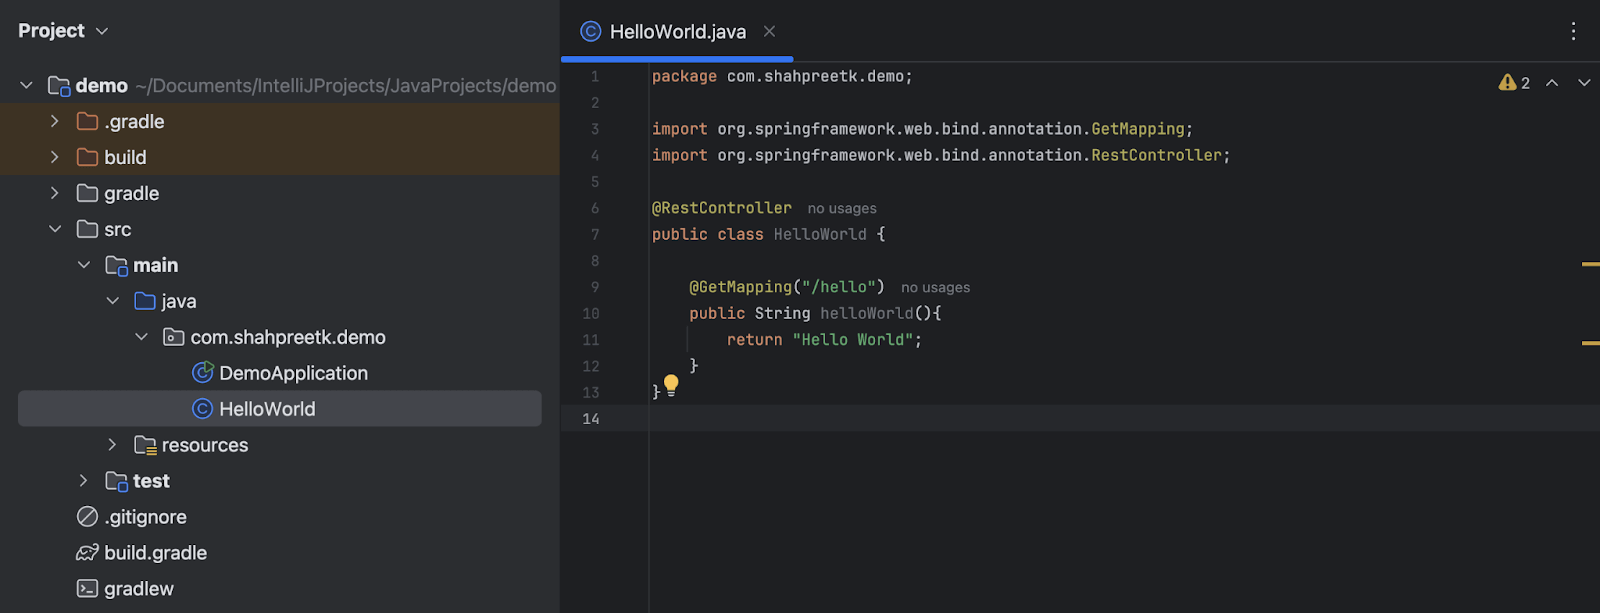 Project
demo ~/Documents/IntelliJProjects/JavaProjects/demo
.gradle
build
gradle
src
main
java
com.shahpreetk.demo
DemoApplication
HelloWorld
resources
test
.gitignore
build.gradle
gradlew
HelloWorld.java
2
1 package com.shahpreetk.demo;
2
3 import org.springframework.web.bind.annotation.GetMapping;
4 import org.springframework.web.bind.annotation.RestController;
5
6 @RestController no usages
7 public class HelloWorld {
8
9 @GetMapping("/hello") no usages
10 public String helloWorld(){
11 return "Hello World";
12 }
13 }
14